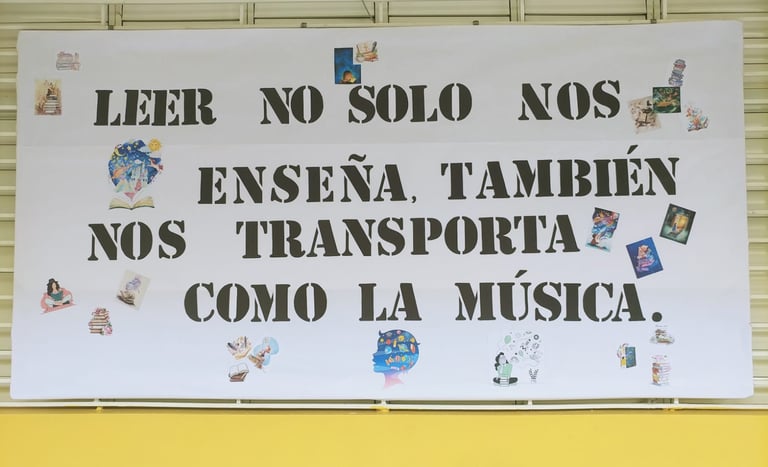 LEER NO SOLO NOS
ENSEÑA, TAMBIÉN
NOS TRANSPORTA
COMO LA MÚSICA.